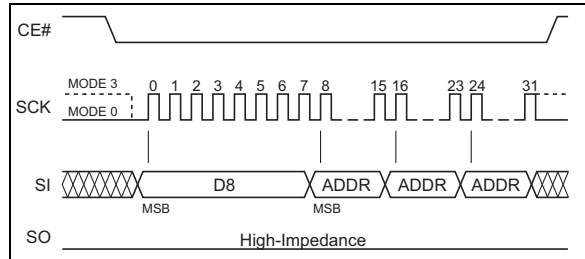 CE#
MODE 3
SCK
MODE 0
0 1 2 3 4 5 6 7 8 15 16 23 24 31
SI
D8 ADDR ADDR ADDR
MSB MSB
SO
High-Impedance